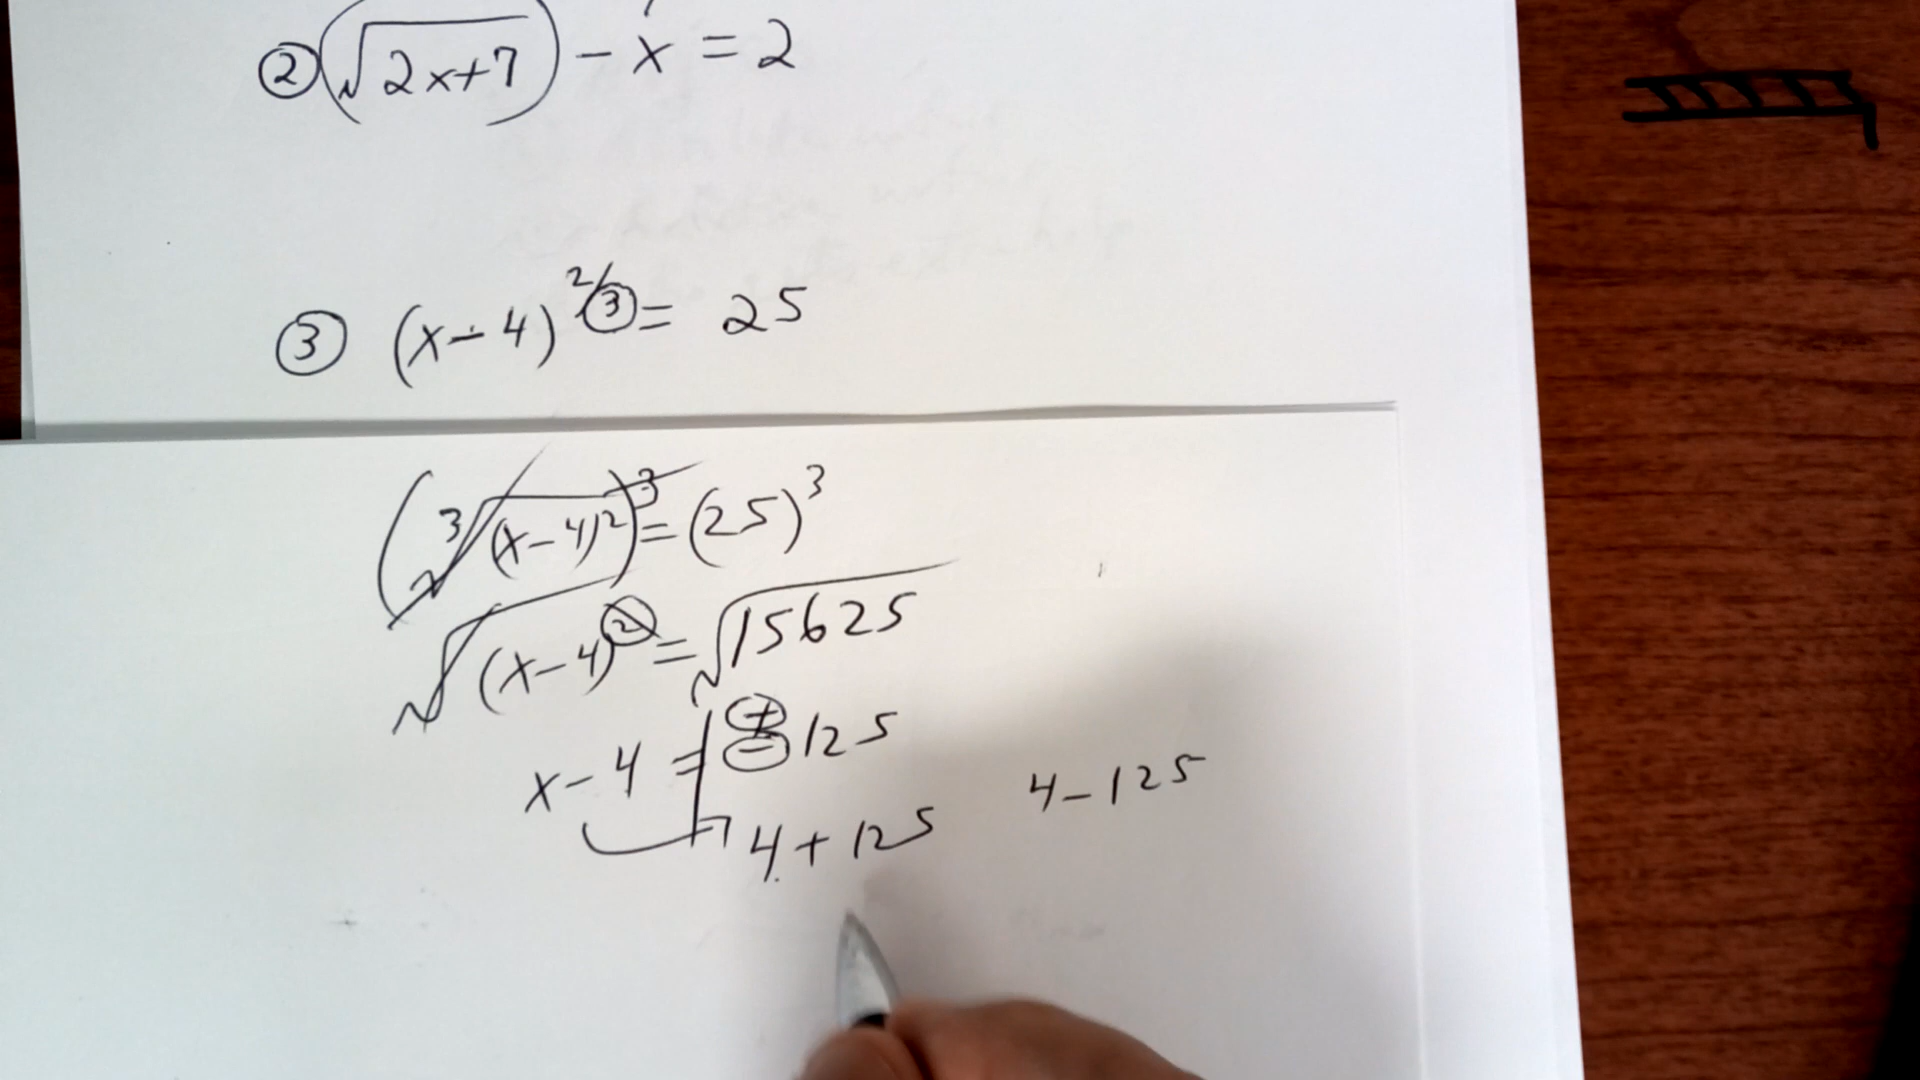 ② √(2x+7) - x = 2
③ (x-4)^2/3 = 25
(³√(x-4)²)³ = (25)³
√(x-4)² = √15625
x-4 = ± 125
4+125 4-125